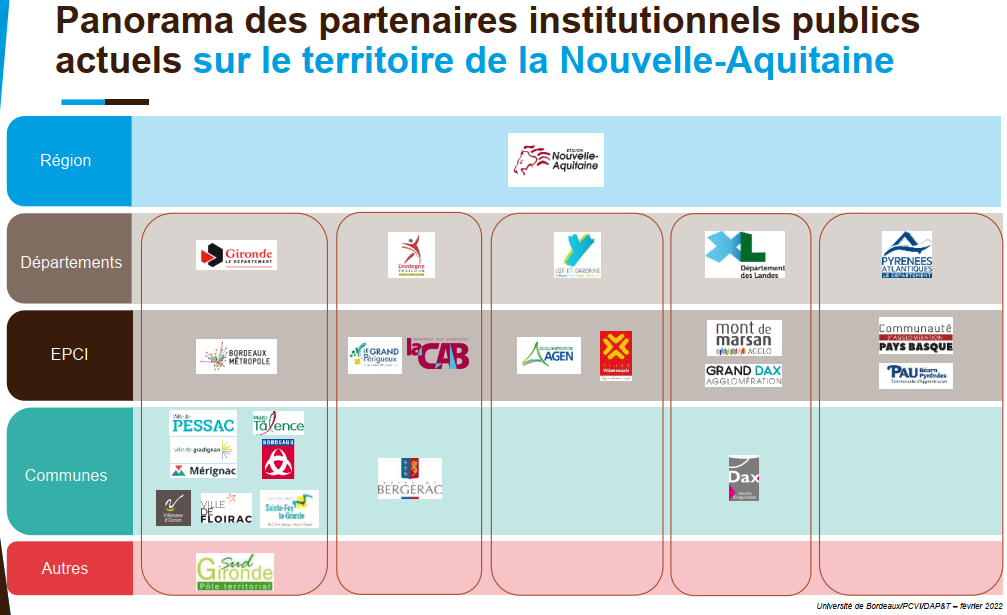 Panorama des partenaires institutionnels publics
actuels sur le territoire de la Nouvelle-Aquitaine
Région
RÉGION
Nouvelle-
Aquitaine
Départements
Gironde
LE DEPARTEMENT
Dordogne
LOT-ET-GARONNE
XL
Département
des Landes
PYRENEES
ATLANTIQUES
LE DEPARTEMENT
EPCI
BORDEAUX
MÉTROPOLE
LE GRAND
Périgueux
la CAB
AGGLOMÉRATION
AGEN
mont de
marsan
AGGLO
GRAND DAX
AGGLOMÉRATION
Communauté
D'AGGLOMÉRATION
PAYS BASQUE
PAU Béarn
Pyrénées
Communauté d'Agglomération
Communes
Ville de
PESSAC
Mairie
Talence
ville de gradignan
BORDEAUX
Mérignac
Villenave
d'Ornon
VILLE
DE
FLOIRAC
Sainte-Foy
la-Grande
BERGERAC
Dax
Autres
Sud
Gironde
Pôle territorial
Université de Bordeaux/PCVI/DAP&T – février 2022